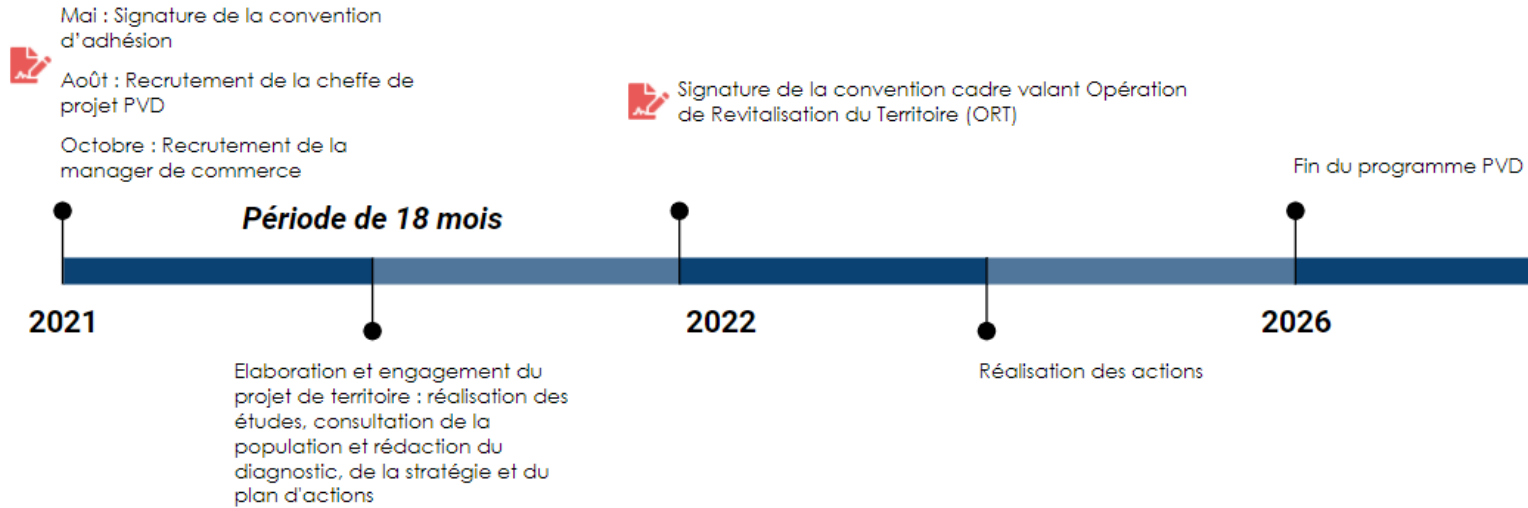 Mai : Signature de la convention
d'adhésion
Août : Recrutement de la cheffe de
projet PVD
Octobre : Recrutement de la
manager de commerce
Signature de la convention cadre valant Opération
de Revitalisation du Territoire (ORT)
Fin du programme PVD
Période de 18 mois
2021
2022
2026
Elaboration et engagement du
projet de territoire : réalisation des
études, consultation de la
population et rédaction du
diagnostic, de la stratégie et du
plan d'actions
Réalisation des actions